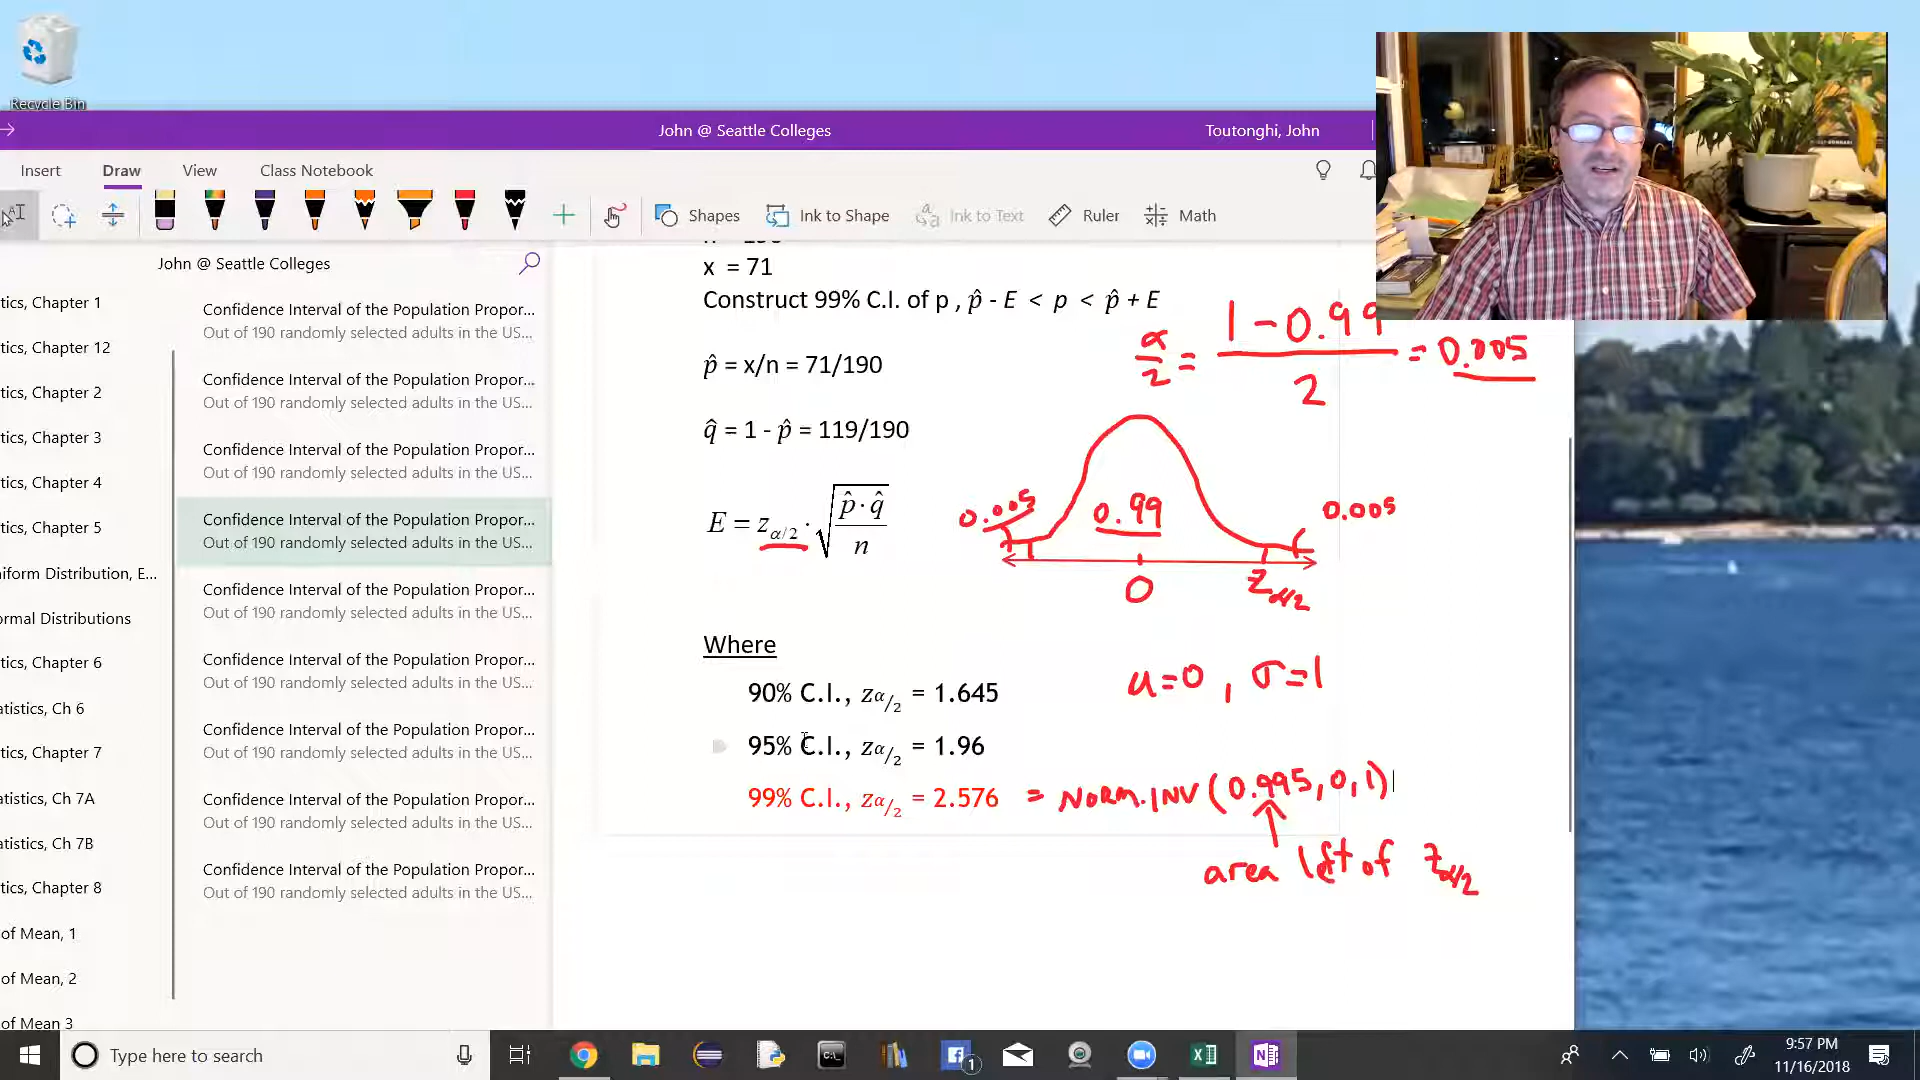 Recycle Bin
John @ Seattle Colleges
Toutonghi, John
Insert
Draw
View
Class Notebook
Shapes
Ink to Shape
Ink to Text
Ruler
Math
John @ Seattle Colleges
tics, Chapter 1
tics, Chapter 12
tics, Chapter 2
tics, Chapter 3
tics, Chapter 4
tics, Chapter 5
niform Distribution, E...
ormal Distributions
tics, Chapter 6
atistics, Ch 6
tics, Chapter 7
atistics, Ch 7A
atistics, Ch 7B
tics, Chapter 8
of Mean, 1
of Mean, 2
of Mean 3
Confidence Interval of the Population Propor...
Out of 190 randomly selected adults in the US...
Confidence Interval of the Population Propor...
Out of 190 randomly selected adults in the US...
Confidence Interval of the Population Propor...
Out of 190 randomly selected adults in the US...
Confidence Interval of the Population Propor...
Out of 190 randomly selected adults in the US...
Confidence Interval of the Population Propor...
Out of 190 randomly selected adults in the US...
Confidence Interval of the Population Propor...
Out of 190 randomly selected adults in the US...
Confidence Interval of the Population Propor...
Out of 190 randomly selected adults in the US...
Confidence Interval of the Population Propor...
Out of 190 randomly selected adults in the US...
Confidence Interval of the Population Propor...
Out of 190 randomly selected adults in the US...
x = 71
Construct 99% C.I. of p , p̂ - E < p < p̂ + E
α/2 = (1 - 0.99)/2 = 0.005
p̂ = x/n = 71/190
q̂ = 1 - p̂ = 119/190
E = z_{α/2} · √(p̂ · q̂ / n)
0.005
0.99
0.005
0
z_{α/2}
Where
90% C.I., z_{α/2} = 1.645
μ=0, σ=1
95% C.I., z_{α/2} = 1.96
99% C.I., z_{α/2} = 2.576 = NORM.INV(0.995,0,1)
area left of z_{α/2}
Type here to search
1
9:57 PM
11/16/2018